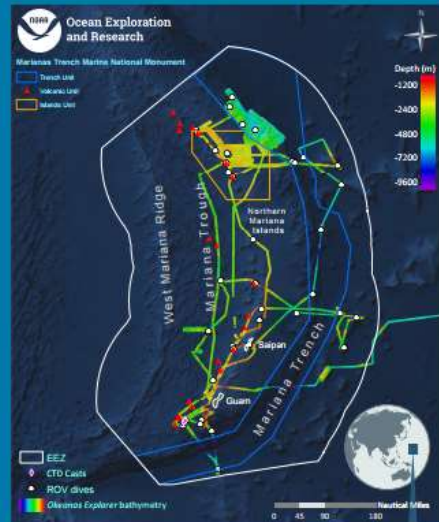 NOAA
Ocean Exploration
and Research
N
Marianas Trench Marine National Monument
Trench Unit
Volcanic Unit
Islands Unit
Depth (m)
-1200
-2400
-4800
-7200
-9600
West Mariana Ridge
Mariana Trough
Northern
Mariana
Islands
Saipan
Guam
Mariana Trench
EEZ
CTD Casts
ROV dives
Okeanos Explorer bathymetry
Nautical Miles
0 45 90 180